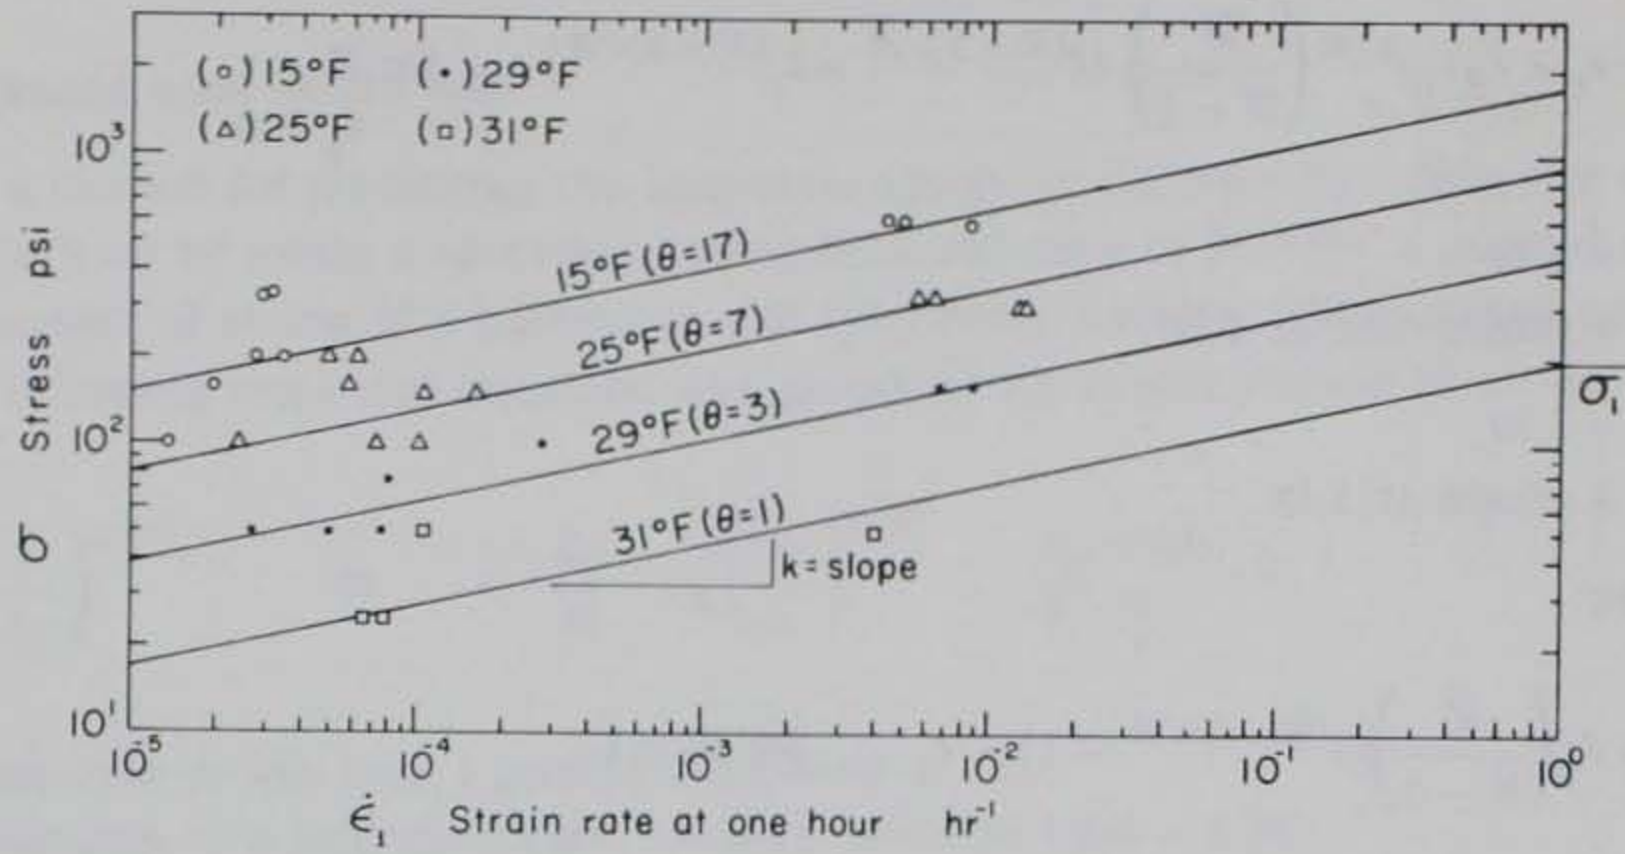 (o) 15°F (•) 29°F
(△) 25°F (□) 31°F
10³
10²
10¹
σ Stress psi
15°F (θ=17)
25°F (θ=7)
29°F (θ=3)
31°F (θ=1)
k = slope
σ₁
10⁻⁵ 10⁻⁴ 10⁻³ 10⁻² 10⁻¹ 10⁰
ε̇₁ Strain rate at one hour hr⁻¹